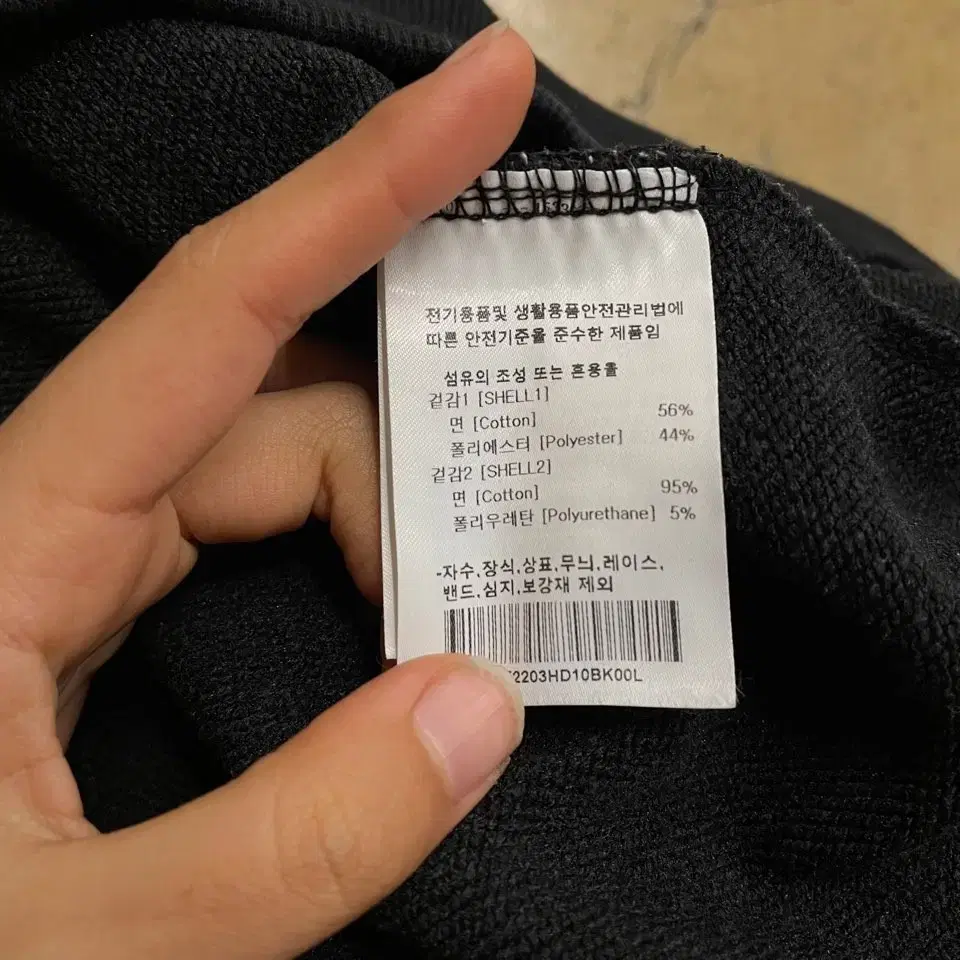 전기용품및 생활용품안전관리법에
따른 안전기준을 준수한 제품임
섬유의 조성 또는 혼용율
겉감1 [SHELL1]
면 [Cotton] 56%
폴리에스터 [Polyester] 44%
겉감2 [SHELL2]
면 [Cotton] 95%
폴리우레탄 [Polyurethane] 5%
-자수,장식,상표,무늬,레이스,
밴드,심지,보강재 제외
2203HD10BK00L